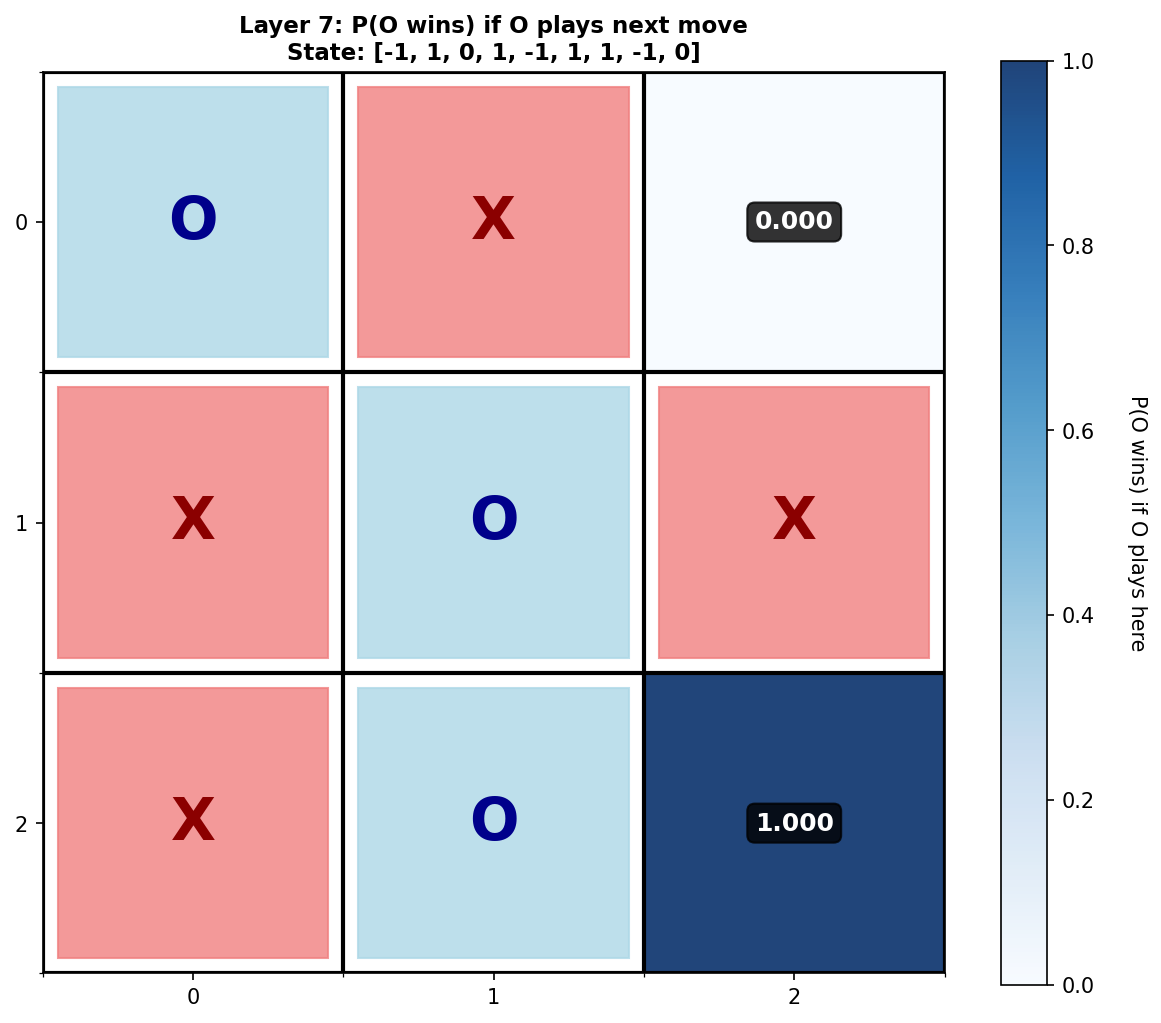 Layer 7: P(O wins) if O plays next move
State: [-1, 1, 0, 1, -1, 1, 1, -1, 0]
O X 0.000
X O X
X O 1.000
0
1
2
0 1 2
1.0
0.8
0.6
0.4
0.2
0.0
P(O wins) if O plays here